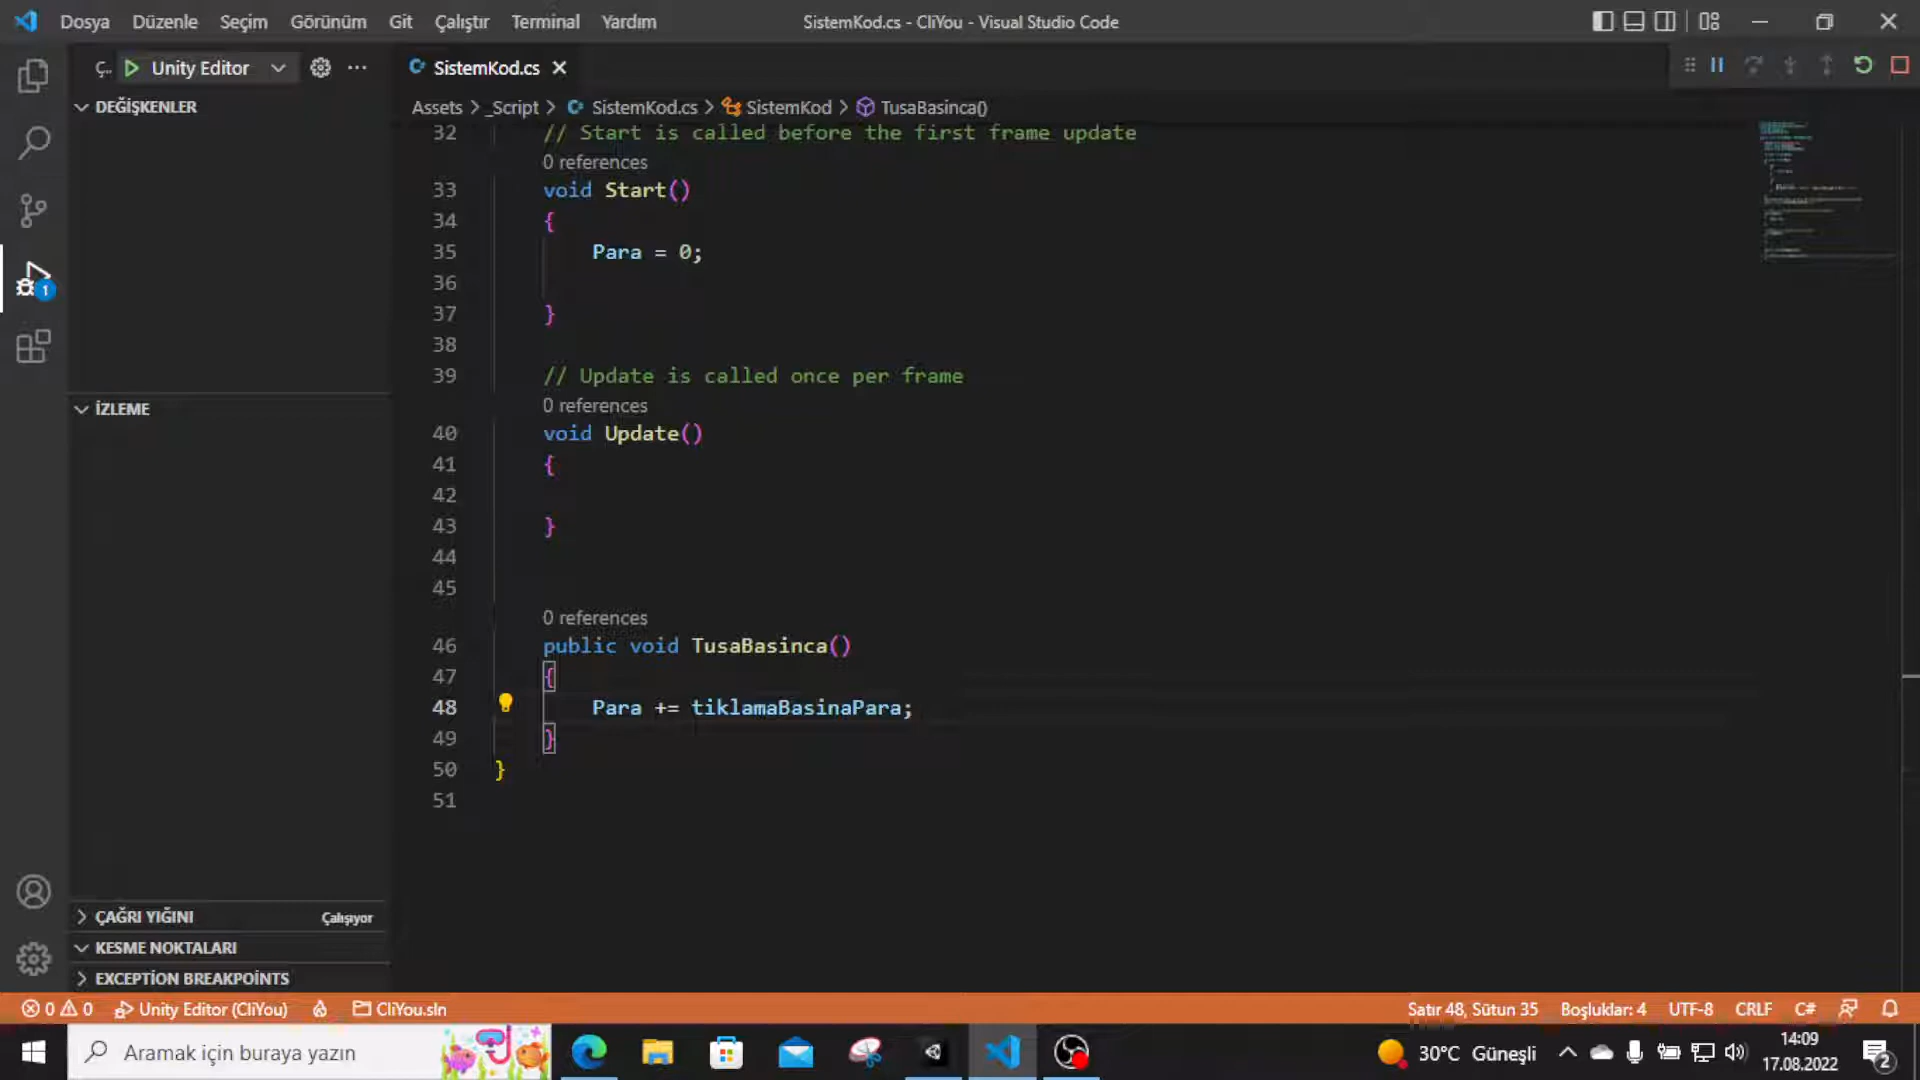 Dosya Düzenle Seçim Görünüm Git Çalıştır Terminal Yardım
SistemKod.cs - CliYou - Visual Studio Code
Ç.. Unity Editor
SistemKod.cs
DEĞİŞKENLER
Assets > _Script > SistemKod.cs > SistemKod > TusaBasinca()
32 // Start is called before the first frame update
0 references
33 void Start()
34 {
35 Para = 0;
36
37 }
38
39 // Update is called once per frame
0 references
40 void Update()
41 {
42
43 }
44
45
0 references
46 public void TusaBasinca()
47 {
48 Para += tiklamaBasinaPara;
49 }
50 }
51
İZLEME
ÇAĞRI YIĞINI Çalışıyor
KESME NOKTALARI
EXCEPTİON BREAKPOİNTS
1
0 0 Unity Editor (CliYou) CliYou.sln
Satır 48, Sütun 35 Boşluklar: 4 UTF-8 CRLF C#
Aramak için buraya yazın
30°C Güneşli
14:09
17.08.2022
2